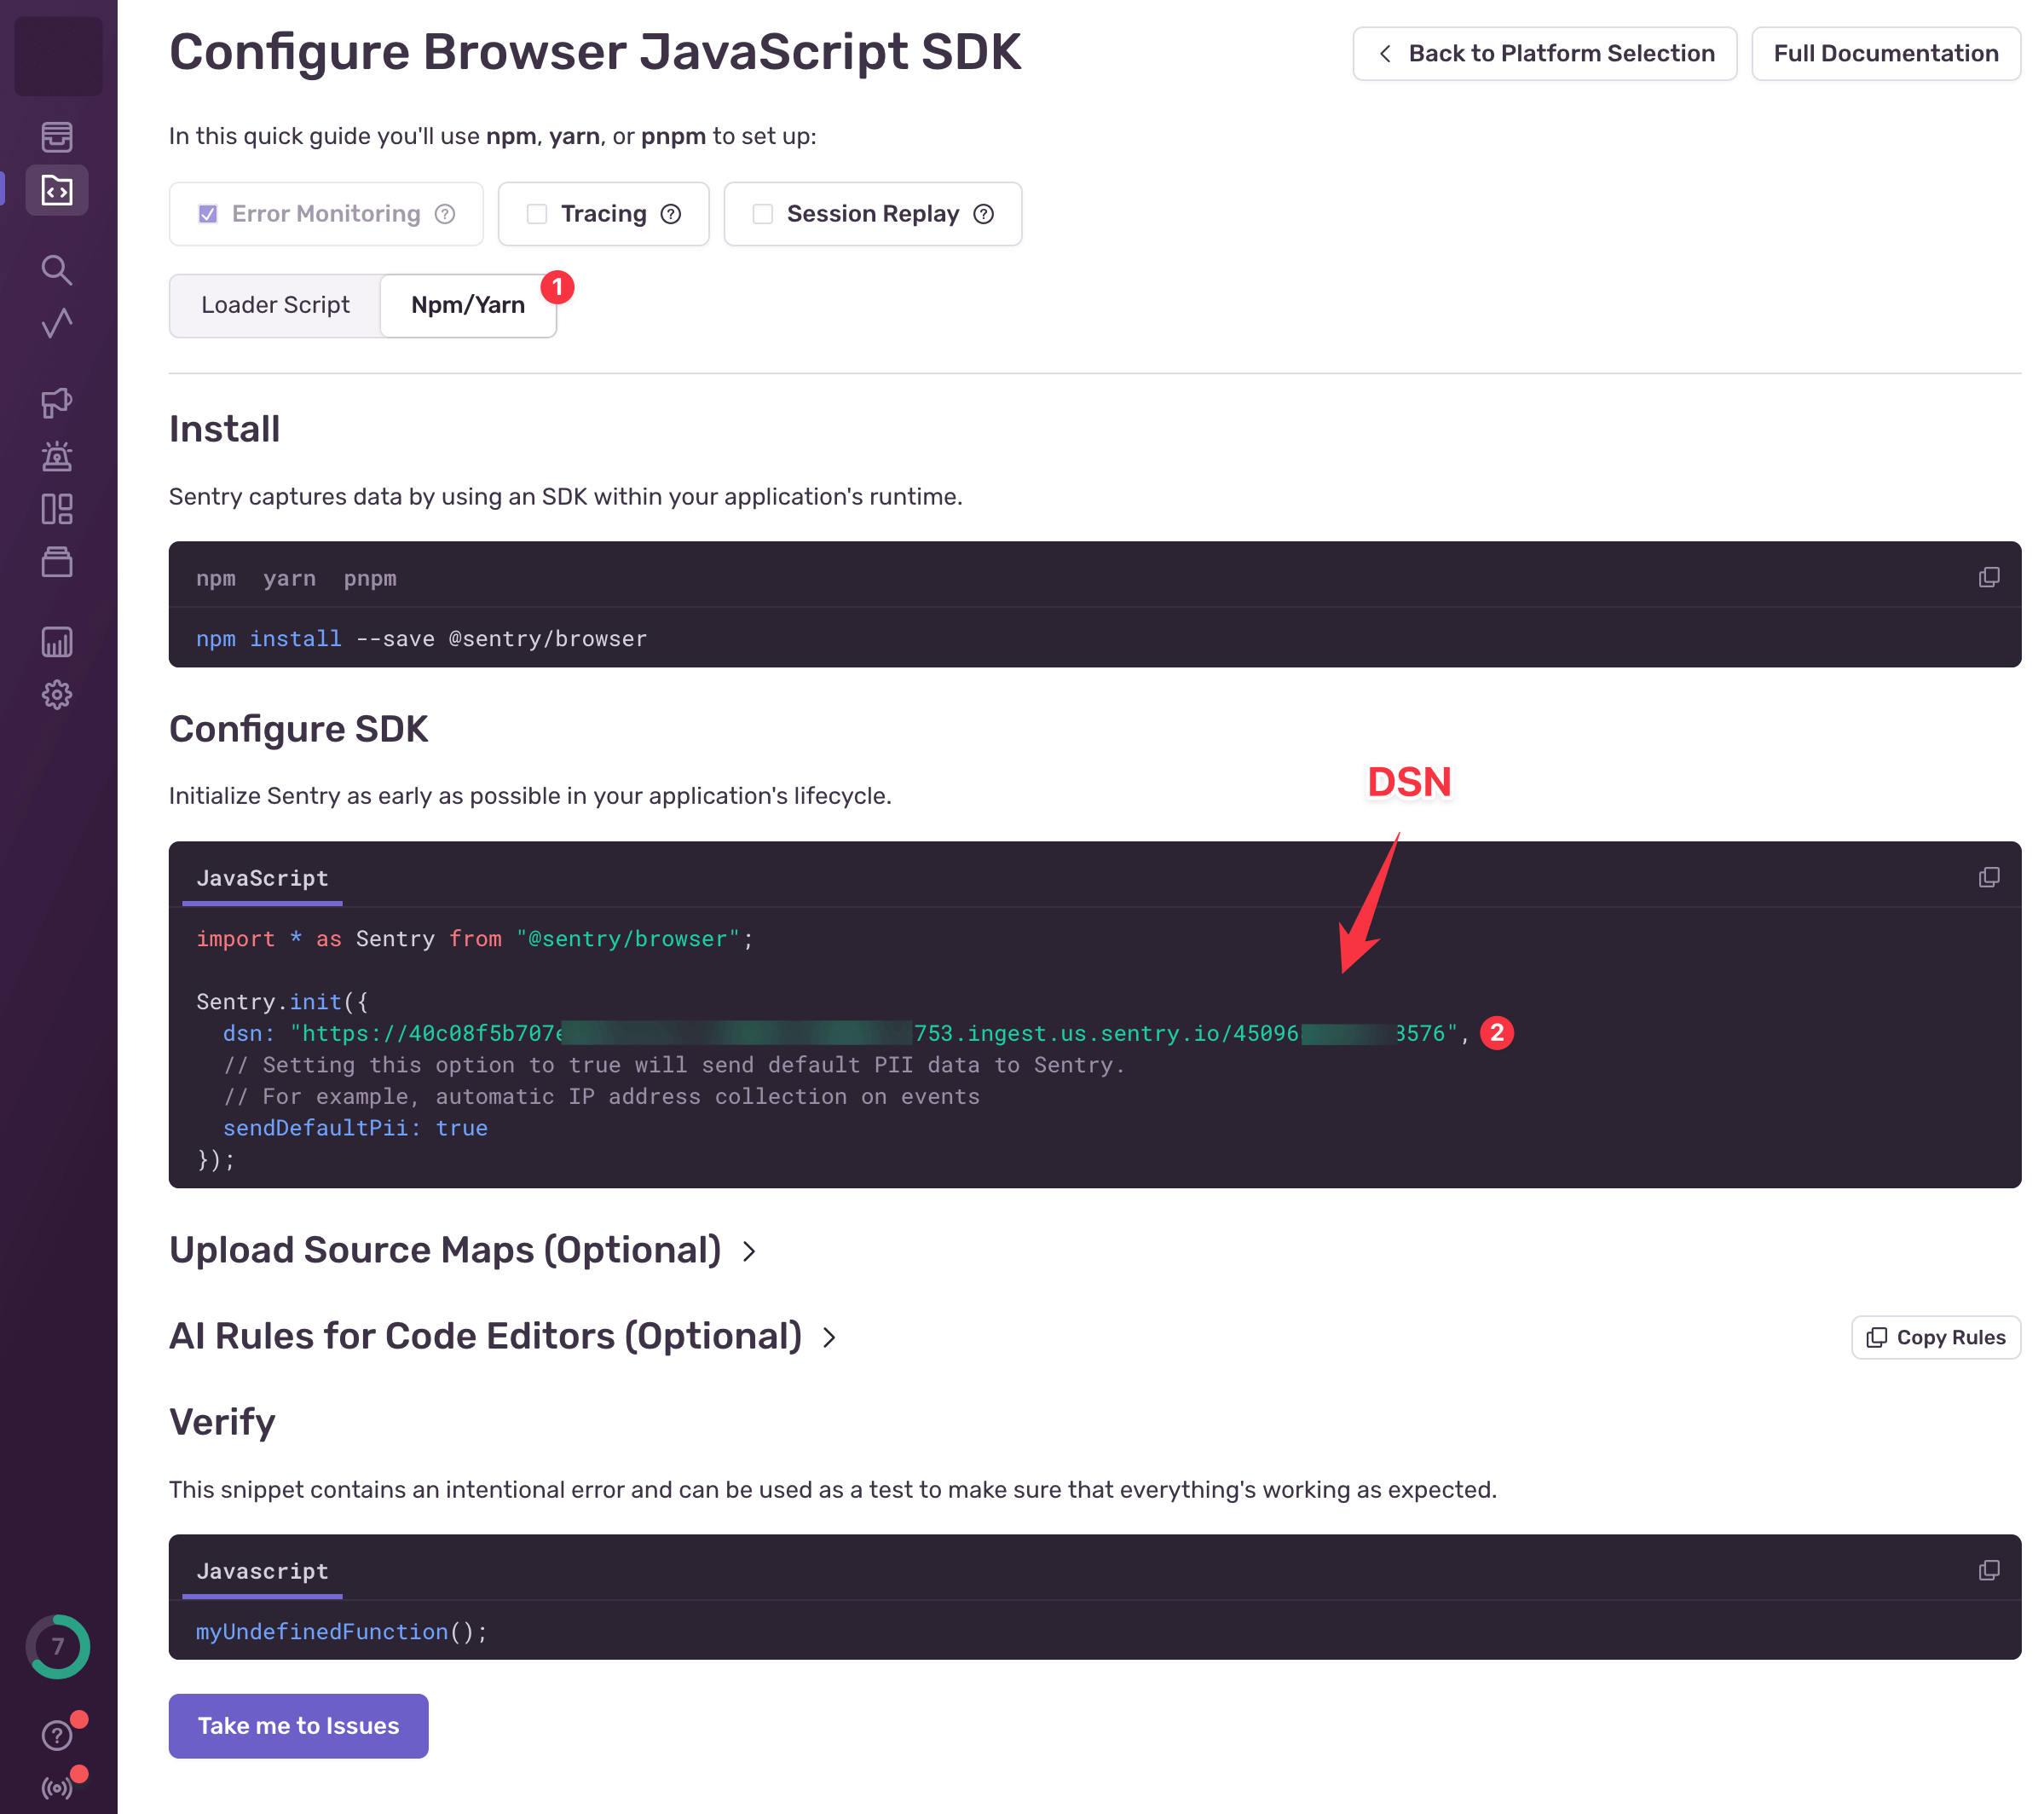 Configure Browser JavaScript SDK
Back to Platform Selection
Full Documentation
In this quick guide you'll use npm, yarn, or pnpm to set up:
Error Monitoring
Tracing
Session Replay
Loader Script
Npm/Yarn
1
Install
Sentry captures data by using an SDK within your application's runtime.
npm yarn pnpm
npm install --save @sentry/browser
Configure SDK
Initialize Sentry as early as possible in your application's lifecycle.
DSN
JavaScript
import * as Sentry from "@sentry/browser";
Sentry.init({
dsn: "https://40c08f5b707e 753.ingest.us.sentry.io/45096 3576", 2
// Setting this option to true will send default PII data to Sentry.
// For example, automatic IP address collection on events
sendDefaultPii: true
});
Upload Source Maps (Optional)
AI Rules for Code Editors (Optional)
Copy Rules
Verify
This snippet contains an intentional error and can be used as a test to make sure that everything's working as expected.
Javascript
myUndefinedFunction();
7
Take me to Issues